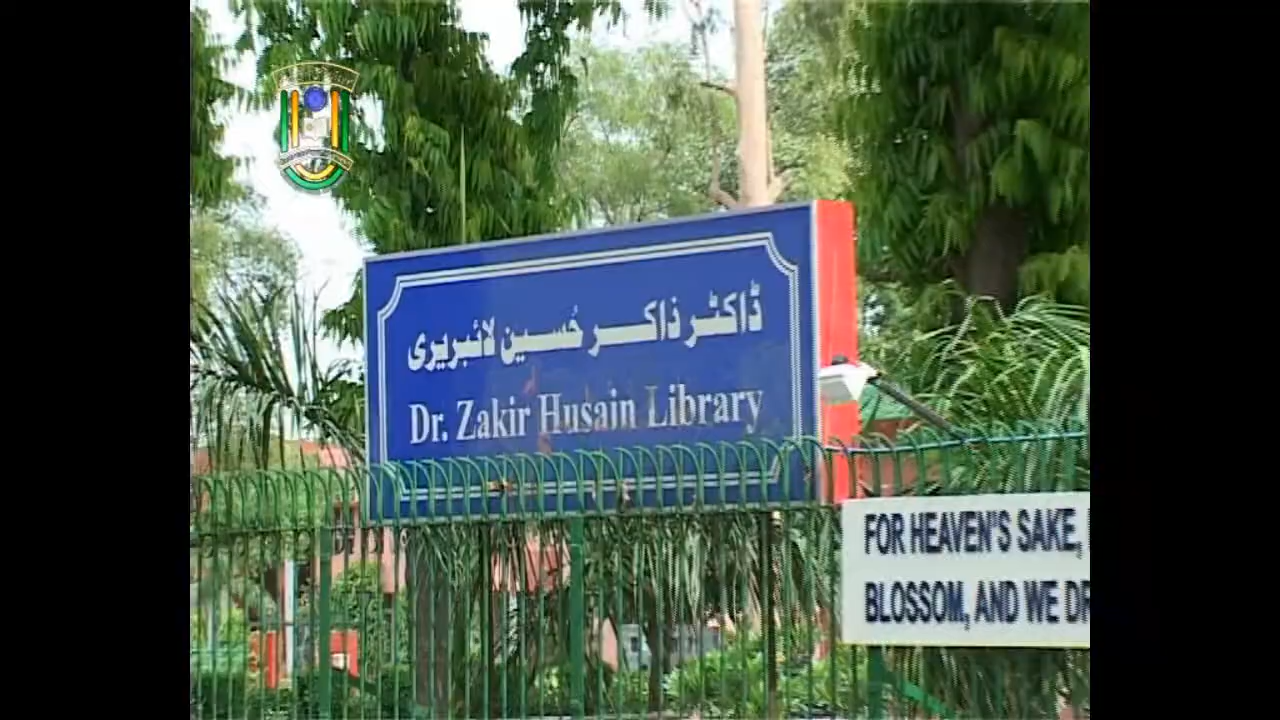 ڈاکٹر ذاکر حُسین لائبریری
Dr. Zakir Husain Library
FOR HEAVEN'S SAKE,
BLOSSOM, AND WE DR